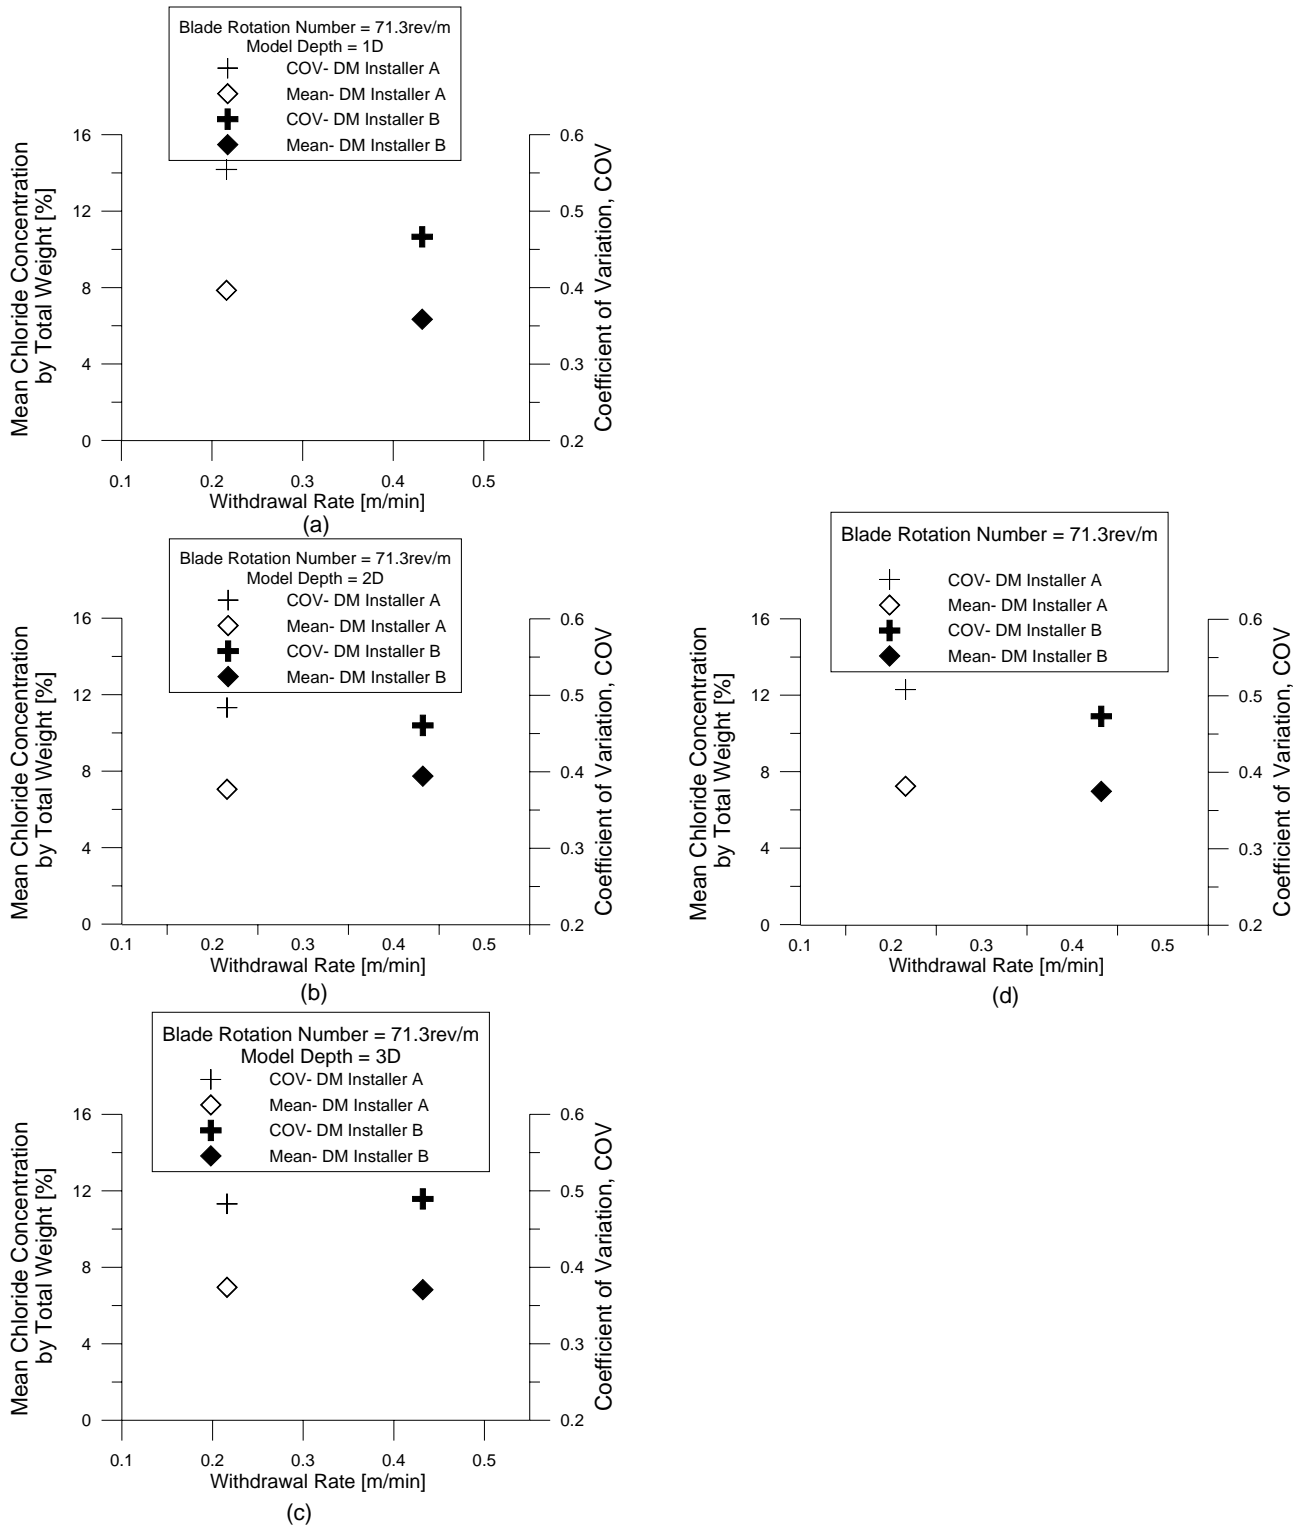 Blade Rotation Number = 71.3rev/m
Model Depth = 1D
COV- DM Installer A
Mean- DM Installer A
COV- DM Installer B
Mean- DM Installer B
Mean Chloride Concentration
by Total Weight [%]
16
12
8
4
0
0.6
0.5
0.4
0.3
0.2
Coefficient of Variation, COV
0.1 0.2 0.3 0.4 0.5
Withdrawal Rate [m/min]
(a)
Blade Rotation Number = 71.3rev/m
Model Depth = 2D
COV- DM Installer A
Mean- DM Installer A
COV- DM Installer B
Mean- DM Installer B
Mean Chloride Concentration
by Total Weight [%]
16
12
8
4
0
0.6
0.5
0.4
0.3
0.2
Coefficient of Variation, COV
0.1 0.2 0.3 0.4 0.5
Withdrawal Rate [m/min]
(b)
Blade Rotation Number = 71.3rev/m
COV- DM Installer A
Mean- DM Installer A
COV- DM Installer B
Mean- DM Installer B
Mean Chloride Concentration
by Total Weight [%]
16
12
8
4
0
0.6
0.5
0.4
0.3
0.2
Coefficient of Variation, COV
0.1 0.2 0.3 0.4 0.5
Withdrawal Rate [m/min]
(d)
Blade Rotation Number = 71.3rev/m
Model Depth = 3D
COV- DM Installer A
Mean- DM Installer A
COV- DM Installer B
Mean- DM Installer B
Mean Chloride Concentration
by Total Weight [%]
16
12
8
4
0
0.6
0.5
0.4
0.3
0.2
Coefficient of Variation, COV
0.1 0.2 0.3 0.4 0.5
Withdrawal Rate [m/min]
(c)